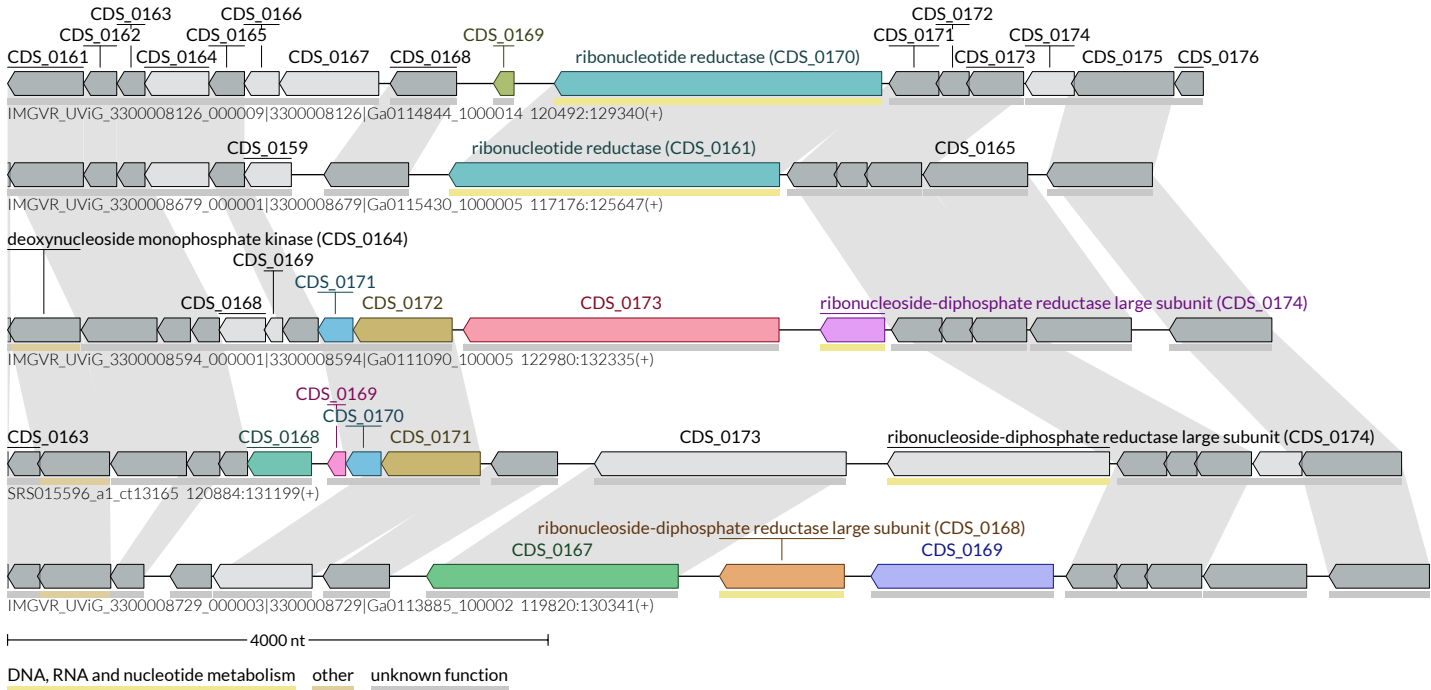 CDS_0163 CDS_0166 CDS_0172
CDS_0162 CDS_0165 CDS_0169 CDS_0171 CDS_0174
CDS_0161 CDS_0164 CDS_0167 CDS_0168 ribonucleotide reductase (CDS_0170) CDS_0173 CDS_0175 CDS_0176
IMGVR_UViG_3300008126_000009|3300008126|Ga0114844_1000014 120492:129340(+)
CDS_0159 ribonucleotide reductase (CDS_0161) CDS_0165
IMGVR_UViG_3300008679_000001|3300008679|Ga0115430_1000005 117176:125647(+)
deoxynucleoside monophosphate kinase (CDS_0164)
CDS_0169
CDS_0171
CDS_0168 CDS_0172 CDS_0173 ribonucleoside-diphosphate reductase large subunit (CDS_0174)
IMGVR_UViG_3300008594_000001|3300008594|Ga0111090_100005 122980:132335(+)
CDS_0169
CDS_0170
CDS_0163 CDS_0168 CDS_0171 CDS_0173 ribonucleoside-diphosphate reductase large subunit (CDS_0174)
SRS015596_a1_ct13165 120884:131199(+)
ribonucleoside-diphosphate reductase large subunit (CDS_0168)
CDS_0167 CDS_0169
IMGVR_UViG_3300008729_000003|3300008729|Ga0113885_100002 119820:130341(+)
4000 nt
DNA, RNA and nucleotide metabolism other unknown function